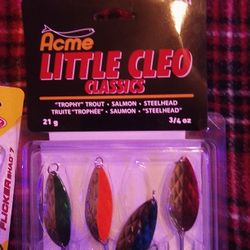 Acme
LITTLE CLEO
CLASSICS
"TROPHY" TROUT - SALMON - STEELHEAD
TRUITE "TROPHÉE" - SAUMON - "STEELHEAD"
21 g 3/4 oz
FLICKER SHAD 7